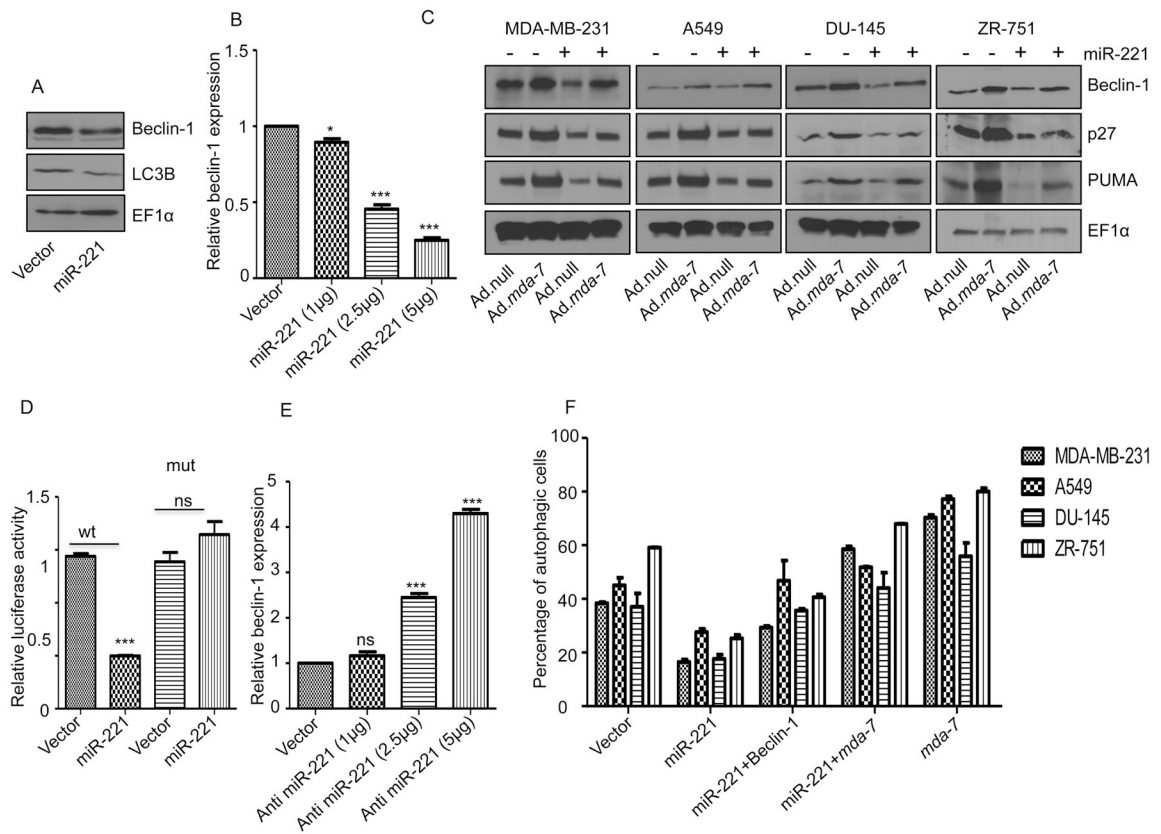 A
Beclin-1
LC3B
EF1α
Vector
miR-221
B
Relative beclin-1 expression
1.5
1
0.5
0
*
***
***
Vector
miR-221 (1µg)
miR-221 (2.5µg)
miR-221 (5µg)
C
MDA-MB-231 A549 DU-145 ZR-751
- - + + - - + + - - + + - - + + miR-221
Beclin-1
p27
PUMA
EF1α
Ad.null Ad.mda-7 Ad.null Ad.mda-7 Ad.null Ad.mda-7 Ad.null Ad.mda-7 Ad.null Ad.mda-7 Ad.null Ad.mda-7 Ad.null Ad.mda-7 Ad.null Ad.mda-7
D
Relative luciferase activity
1.5
1
0.5
0
mut
wt
ns
***
Vector
miR-221
Vector
miR-221
E
Relative beclin-1 expression
5
4
3
2
1
0
ns
***
***
Vector
Anti miR-221 (1µg)
Anti miR-221 (2.5µg)
Anti miR-221 (5µg)
F
Percentage of autophagic cells
100
80
60
40
20
0
Vector
miR-221
miR-221+Beclin-1
miR-221+mda-7
mda-7
MDA-MB-231
A549
DU-145
ZR-751